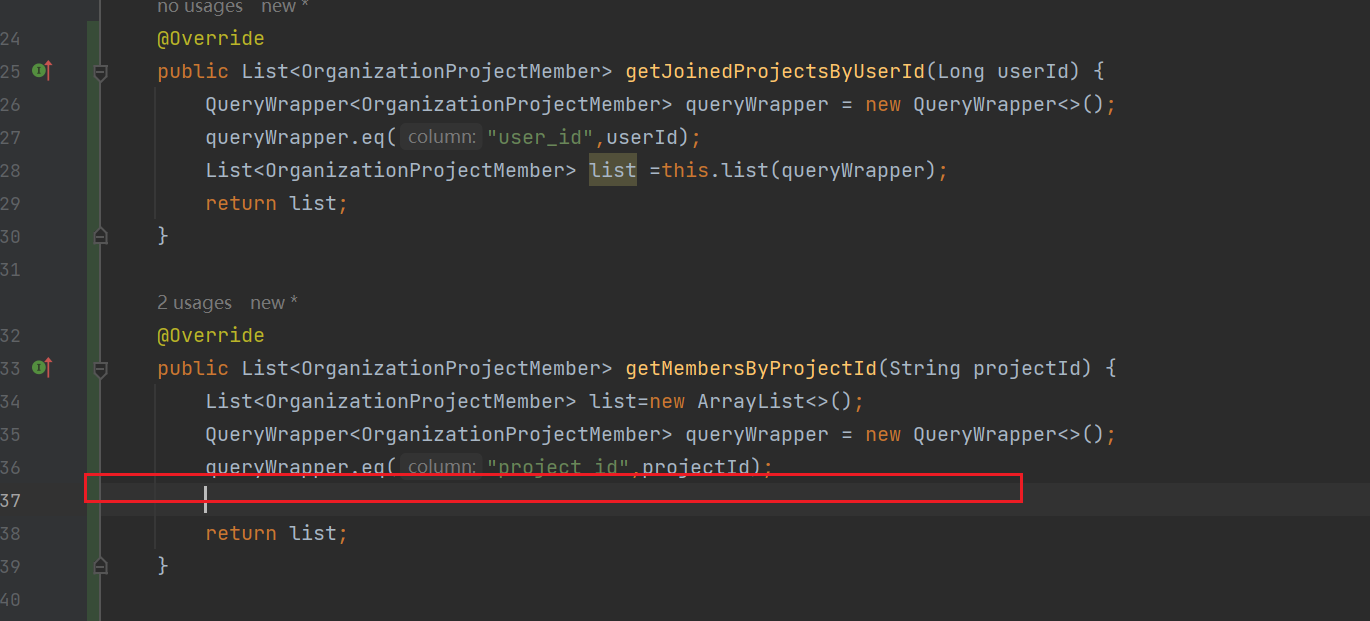 no usages new *
24 @Override
25 public List<OrganizationProjectMember> getJoinedProjectsByUserId(Long userId) {
26 QueryWrapper<OrganizationProjectMember> queryWrapper = new QueryWrapper<>();
27 queryWrapper.eq( column: "user_id",userId);
28 List<OrganizationProjectMember> list =this.list(queryWrapper);
29 return list;
30 }
31
2 usages new *
32 @Override
33 public List<OrganizationProjectMember> getMembersByProjectId(String projectId) {
34 List<OrganizationProjectMember> list=new ArrayList<>();
35 QueryWrapper<OrganizationProjectMember> queryWrapper = new QueryWrapper<>();
36 queryWrapper.eq( column: "project_id",projectId);
37
38 return list;
39 }
40